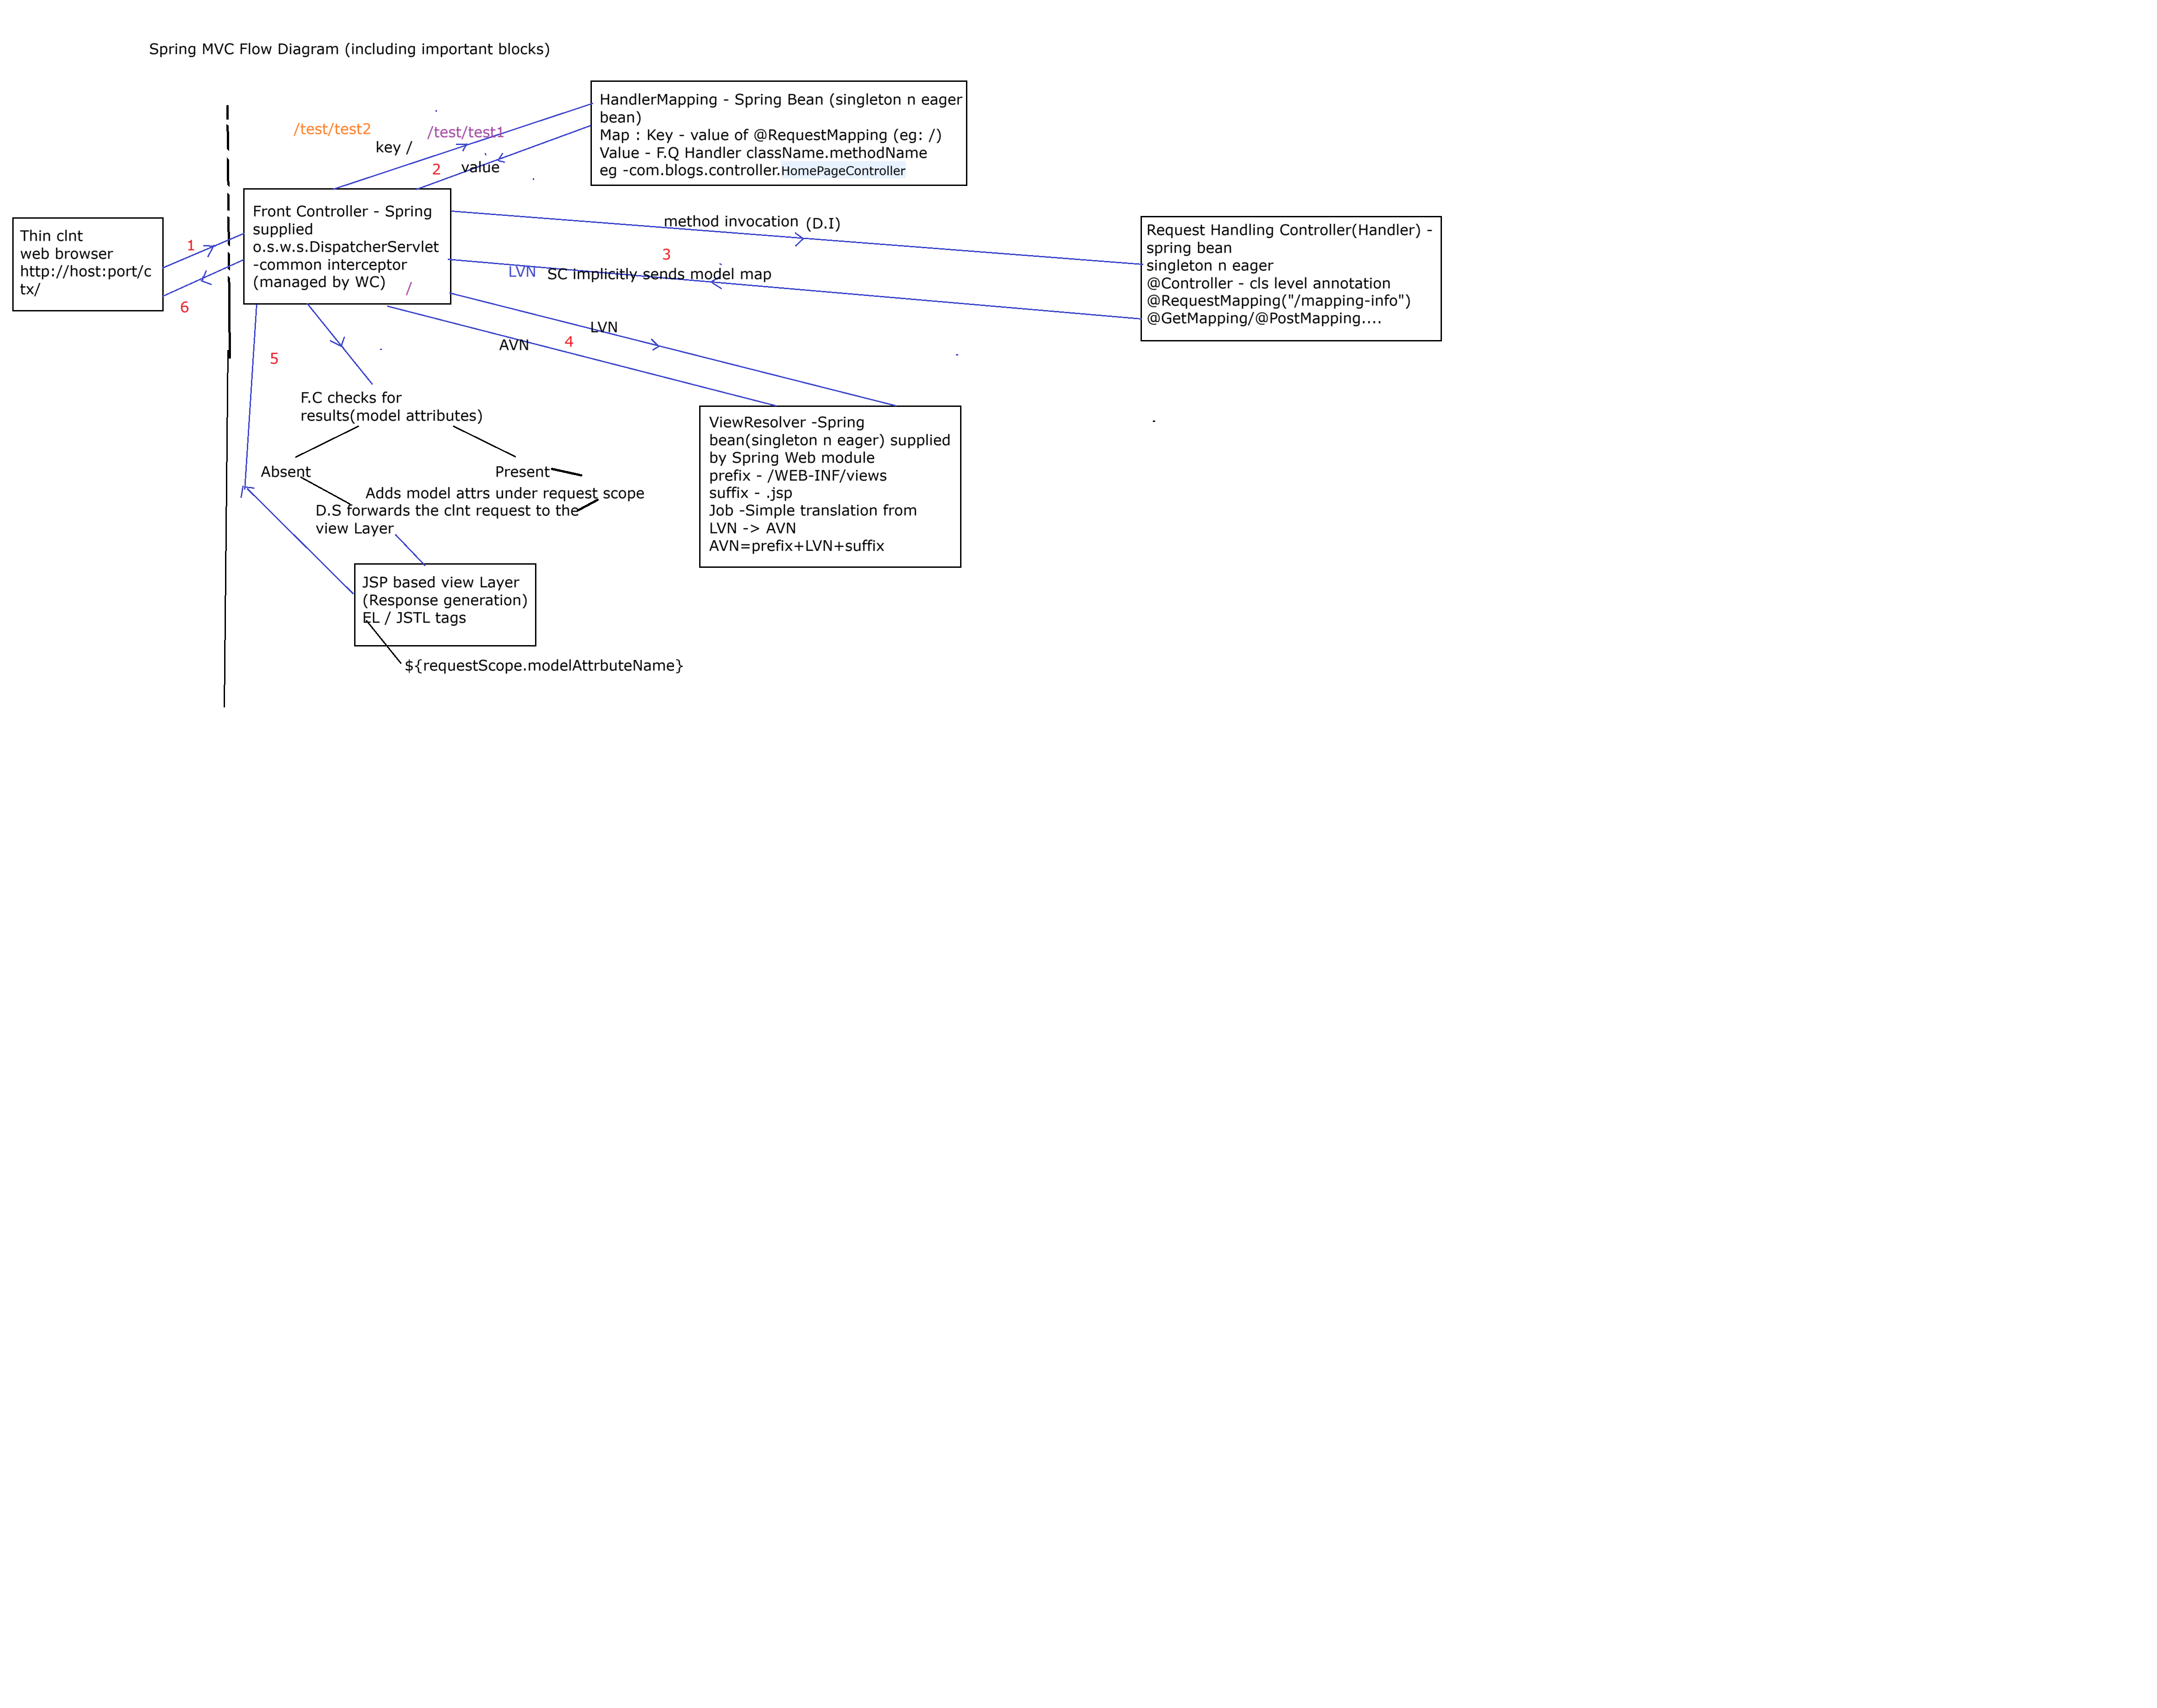 Spring MVC Flow Diagram (including important blocks)
HandlerMapping - Spring Bean (singleton n eager
bean)
Map : Key - value of @RequestMapping (eg: /)
Value - F.Q Handler className.methodName
eg -com.blogs.controller.HomePageController
/test/test2
/test/test1
key /
2
value
Front Controller - Spring
supplied
o.s.w.s.DispatcherServlet
-common interceptor
(managed by WC)
/
Thin clnt
web browser
http://host:port/c
tx/
1
6
method invocation (D.I)
3
LVN SC implicitly sends model map
Request Handling Controller(Handler) -
spring bean
singleton n eager
@Controller - cls level annotation
@RequestMapping("/mapping-info")
@GetMapping/@PostMapping....
LVN
AVN
4
5
F.C checks for
results(model attributes)
Absent
Present
Adds model attrs under request scope
D.S forwards the clnt request to the
view Layer
ViewResolver -Spring
bean(singleton n eager) supplied
by Spring Web module
prefix - /WEB-INF/views
suffix - .jsp
Job -Simple translation from
LVN -> AVN
AVN=prefix+LVN+suffix
JSP based view Layer
(Response generation)
EL / JSTL tags
${requestScope.modelAttrbuteName}